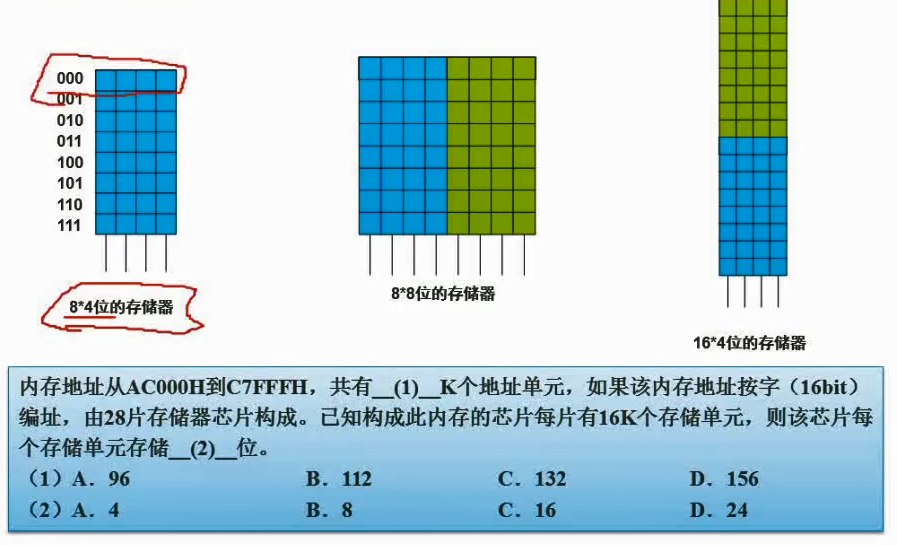 000
001
010
011
100
101
110
111
8*4位的存储器
8*8位的存储器
16*4位的存储器
内存地址从AC000H到C7FFFH，共有__(1)__K个地址单元，如果该内存地址按字（16bit）
编址，由28片存储器芯片构成。已知构成此内存的芯片每片有16K个存储单元，则该芯片每
个存储单元存储__(2)__位。
（1）A．96 B．112 C．132 D．156
（2）A．4 B．8 C．16 D．24